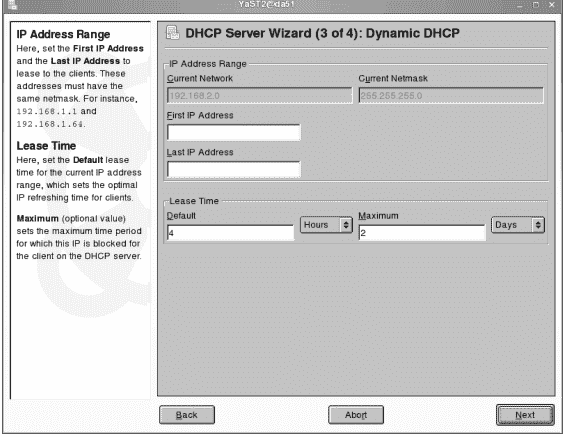 YaST2@da51
IP Address Range
Here, set the First IP Address
and the Last IP Address to
lease to the clients. These
addresses must have the
same netmask. For instance,
192.168.1.1 and
192.168.1.64.
Lease Time
Here, set the Default lease
time for the current IP address
range, which sets the optimal
IP refreshing time for clients.
Maximum (optional value)
sets the maximum time period
for which this IP is blocked for
the client on the DHCP server.
DHCP Server Wizard (3 of 4): Dynamic DHCP
IP Address Range
Current Network
Current Netmask
192.168.2.0
255.255.255.0
First IP Address
Last IP Address
Lease Time
Default
Maximum
4
Hours
2
Days
Back
Abort
Next